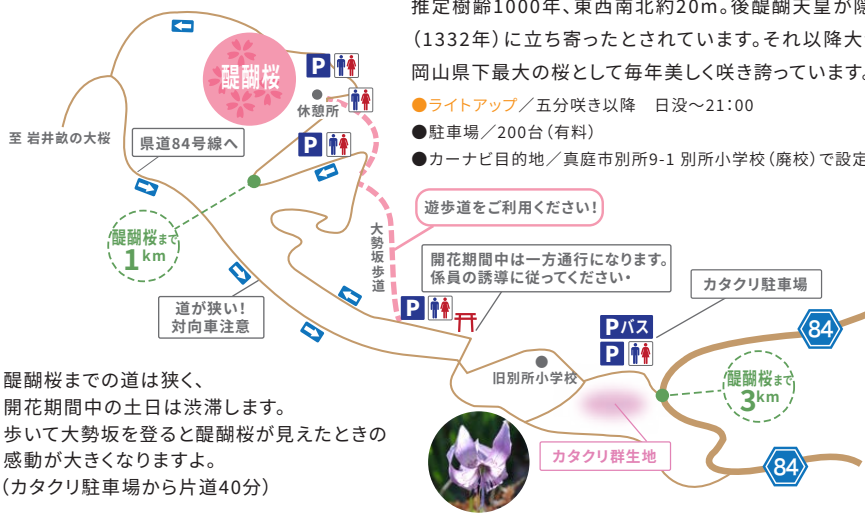 推定樹齢1000年、東西南北約20m。後醍醐天皇が隠
(1332年)に立ち寄ったとされています。それ以降大
岡山県下最大の桜として毎年美しく咲き誇っています。
●ライトアップ/五分咲き以降 日没～21:00
●駐車場/200台(有料)
●カーナビ目的地/真庭市別所9-1 別所小学校(廃校)で設定
醍醐桜
P
休憩所
至 岩井畝の大桜
県道84号線へ
P
遊歩道をご利用ください!
大勢坂歩道
醍醐桜まで
1km
開花期間中は一方通行になります。
係員の誘導に従ってください・
カタクリ駐車場
道が狭い!
対向車注意
P
Pバス
P
84
旧別所小学校
醍醐桜まで
3km
カタクリ群生地
84
醍醐桜までの道は狭く、
開花期間中の土日は渋滞します。
歩いて大勢坂を登ると醍醐桜が見えたときの
感動が大きくなりますよ。
(カタクリ駐車場から片道40分)